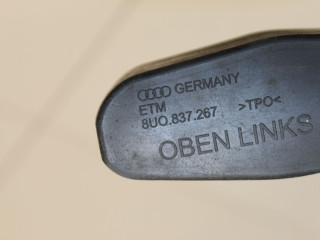 GERMANY
ETM
8U0.837.267 >TPO<
OBEN LINKS